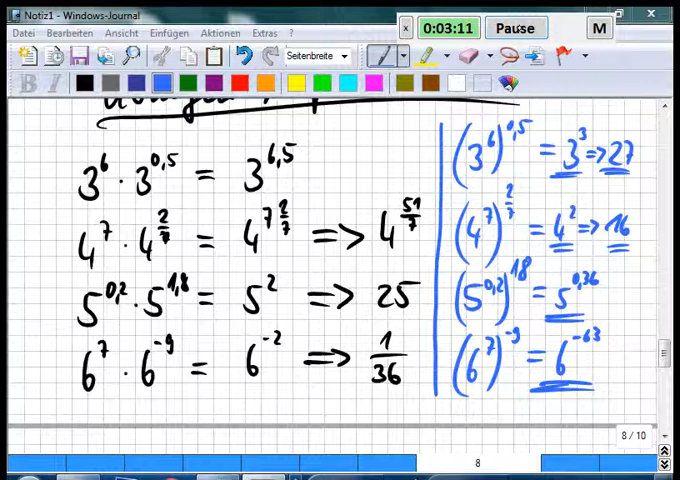 Notiz1 - Windows-Journal
x 0:03:11 Pause M
Datei Bearbeiten Einfügen Aktionen Extras ?
Seitenbreite
B I
3^6 · 3^0,5 = 3^6,5
4^7 · 4^(2/7) = 4^(7 2/7) => 4^(51/7)
5^0,2 · 5^1,8 = 5^2 => 25
6^7 · 6^-9 = 6^-2 => 1/36
(3^6)^0,5 = 3^3 => 27
(4^7)^(2/7) = 4^2 => 16
(5^0,2)^1,8 = 5^0,36
(6^7)^-9 = 6^-63
8 / 10
8